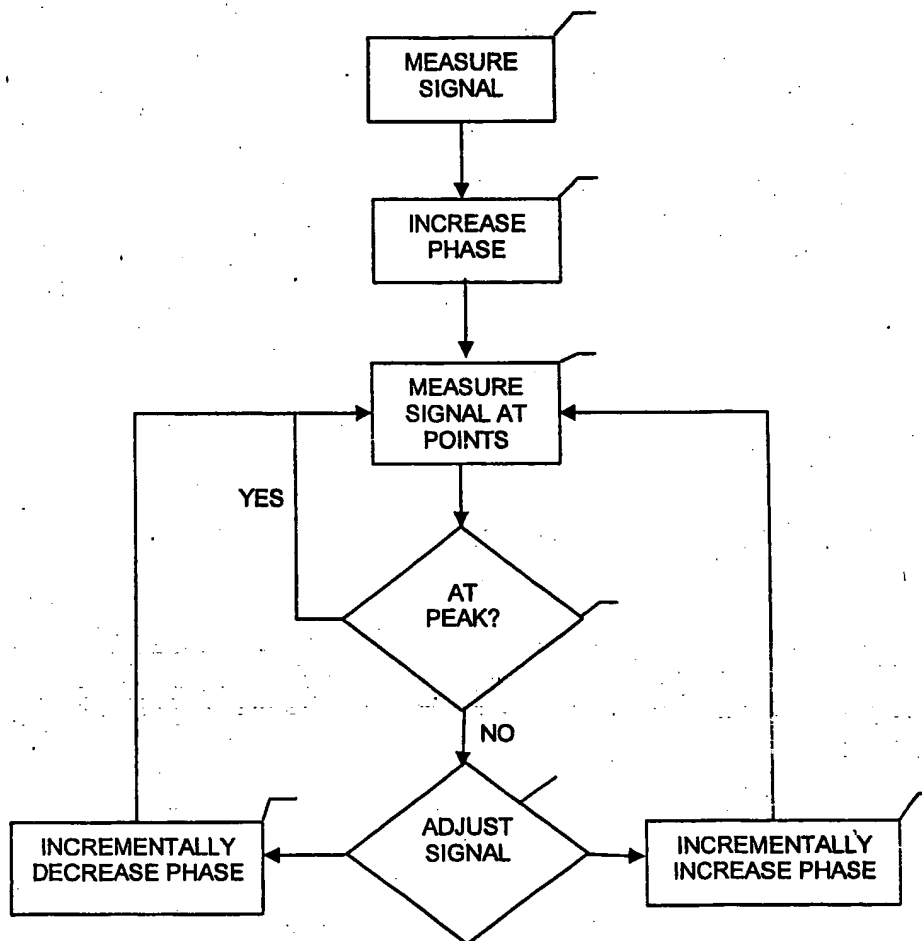 MEASURE
SIGNAL
INCREASE
PHASE
MEASURE
SIGNAL AT
POINTS
YES
AT
PEAK?
NO
ADJUST
SIGNAL
INCREMENTALLY
DECREASE PHASE
INCREMENTALLY
INCREASE PHASE